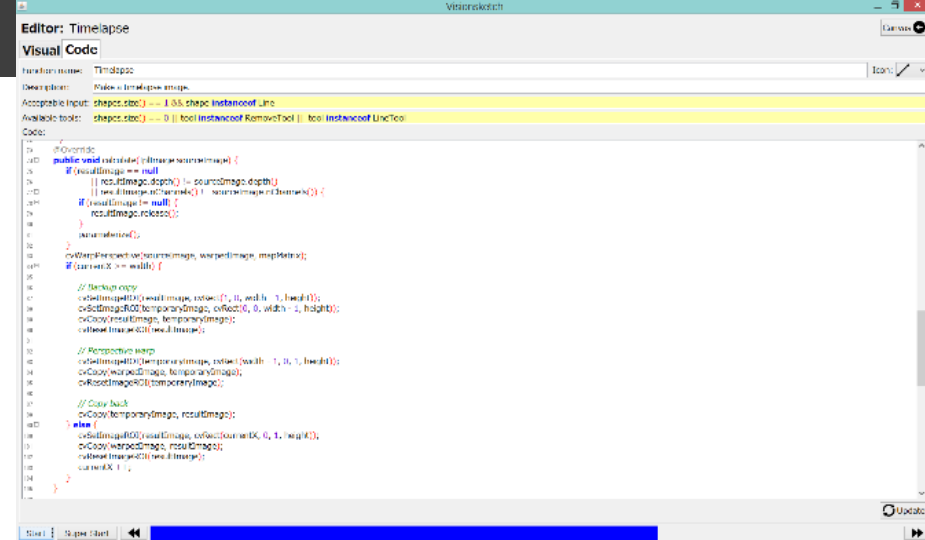 Visionsketch
Editor: Timelapse
Canvas
Visual Code
Function name: Timelapse
Icon:
Description: Make a timelapse image.
Acceptable input: shapes.size() == 1 && shape instanceof Line
Available tools: shapes.size() == 0 || tool instanceof RemoveTool || tool instanceof LineTool
Code:
@Override
public void calculate(IplImage sourceImage) {
if (resultImage == null
|| resultImage.depth() != sourceImage.depth()
|| resultImage.nChannels() != sourceImage.nChannels()) {
if (resultImage != null) {
resultImage.release();
}
parameterize();
}
cvWarpPerspective(sourceImage, warpedImage, mapMatrix);
if (currentX >= width) {
// Backup copy
cvSetImageROI(resultImage, cvRect(1, 0, width - 1, height));
cvSetImageROI(temporaryImage, cvRect(0, 0, width - 1, height));
cvCopy(resultImage, temporaryImage);
cvResetImageROI(resultImage);
// Perspective warp
cvSetImageROI(temporaryImage, cvRect(width - 1, 0, 1, height));
cvCopy(warpedImage, temporaryImage);
cvResetImageROI(temporaryImage);
// Copy back
cvCopy(temporaryImage, resultImage);
} else {
cvSetImageROI(resultImage, cvRect(currentX, 0, 1, height));
cvCopy(warpedImage, resultImage);
cvResetImageROI(resultImage);
currentX ++;
}
}
Update
Start Super Start